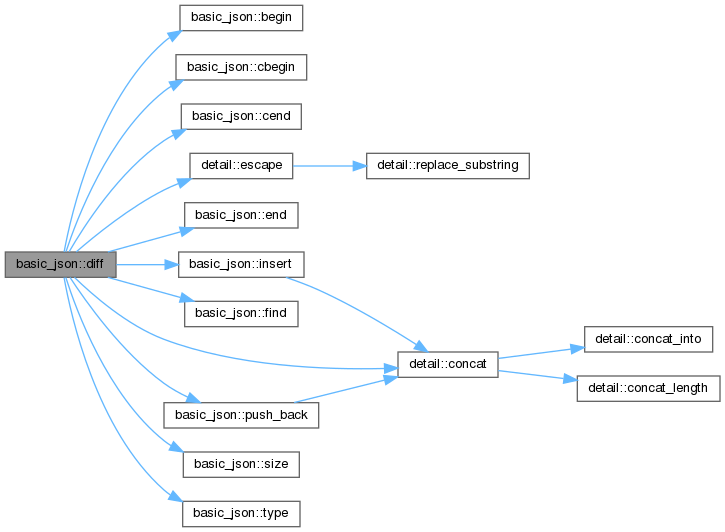 basic_json::begin
basic_json::cbegin
basic_json::cend
detail::escape
detail::replace_substring
basic_json::end
basic_json::diff
basic_json::insert
basic_json::find
detail::concat_into
detail::concat
detail::concat_length
basic_json::push_back
basic_json::size
basic_json::type